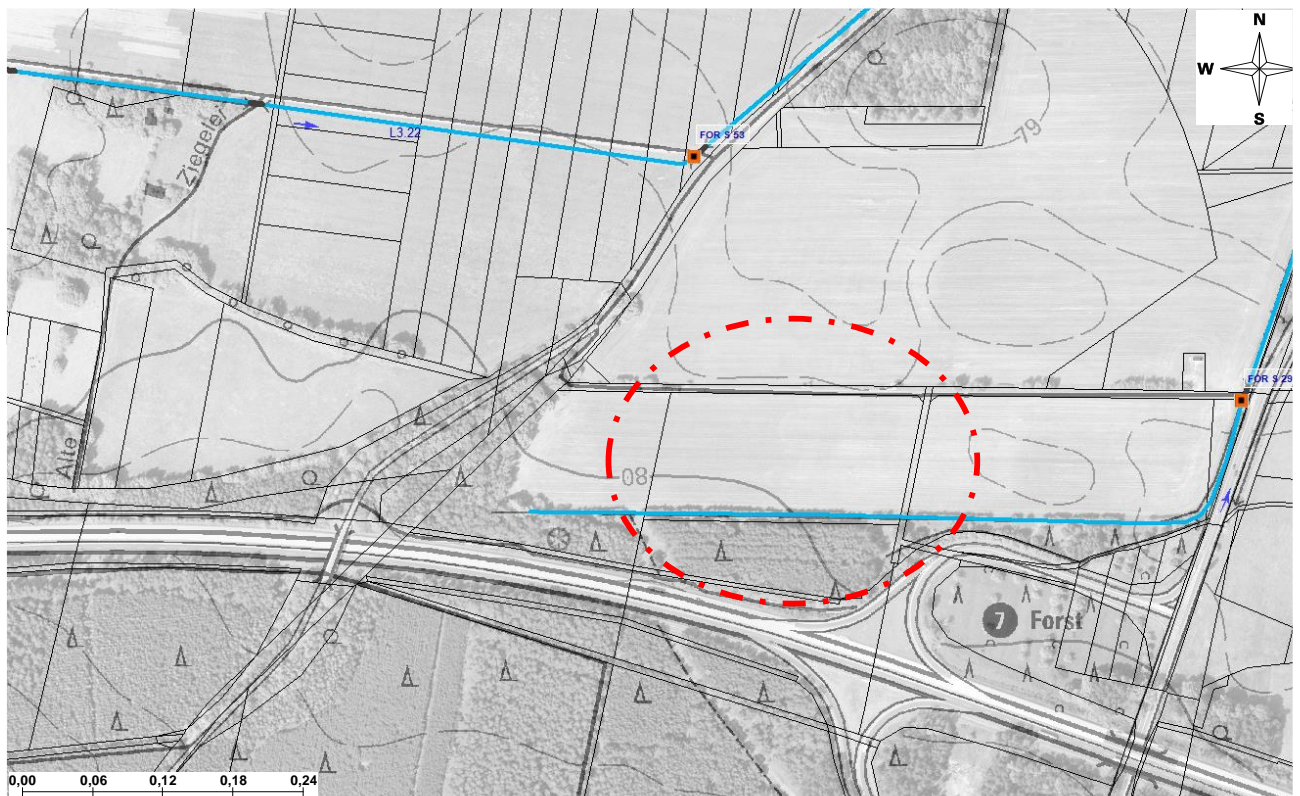 N
W
E
S
FOR S 53
L3.22
79
Ziegelei
FOR S 29
Alte
80
7 Forst
0,00 0,06 0,12 0,18 0,24